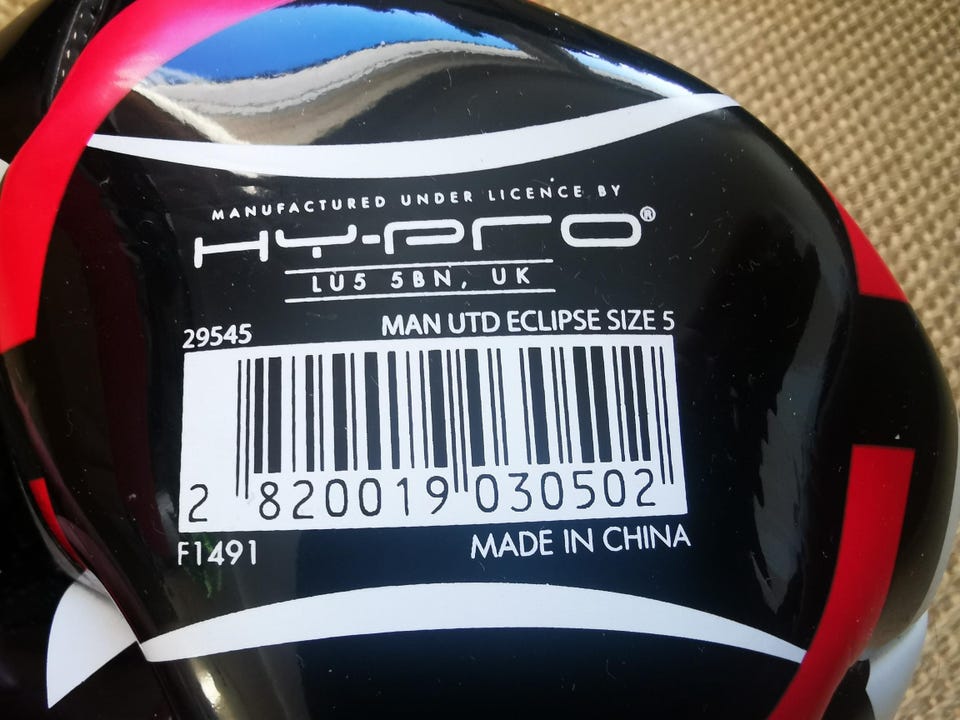 MANUFACTURED UNDER LICENCE BY
HY-PRO®
LU5 5BN, UK
29545 MAN UTD ECLIPSE SIZE 5
2 820019 030502
F1491 MADE IN CHINA